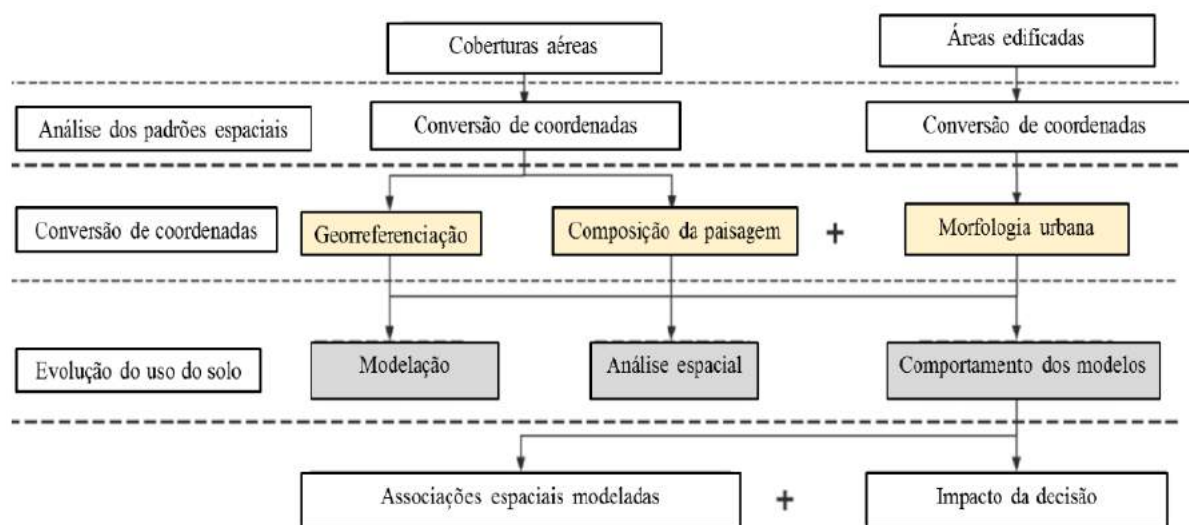 Coberturas aéreas
Áreas edificadas
Análise dos padrões espaciais
Conversão de coordenadas
Conversão de coordenadas
Conversão de coordenadas
Georreferenciação
Composição da paisagem
+
Morfologia urbana
Evolução do uso do solo
Modelação
Análise espacial
Comportamento dos modelos
Associações espaciais modeladas
+
Impacto da decisão